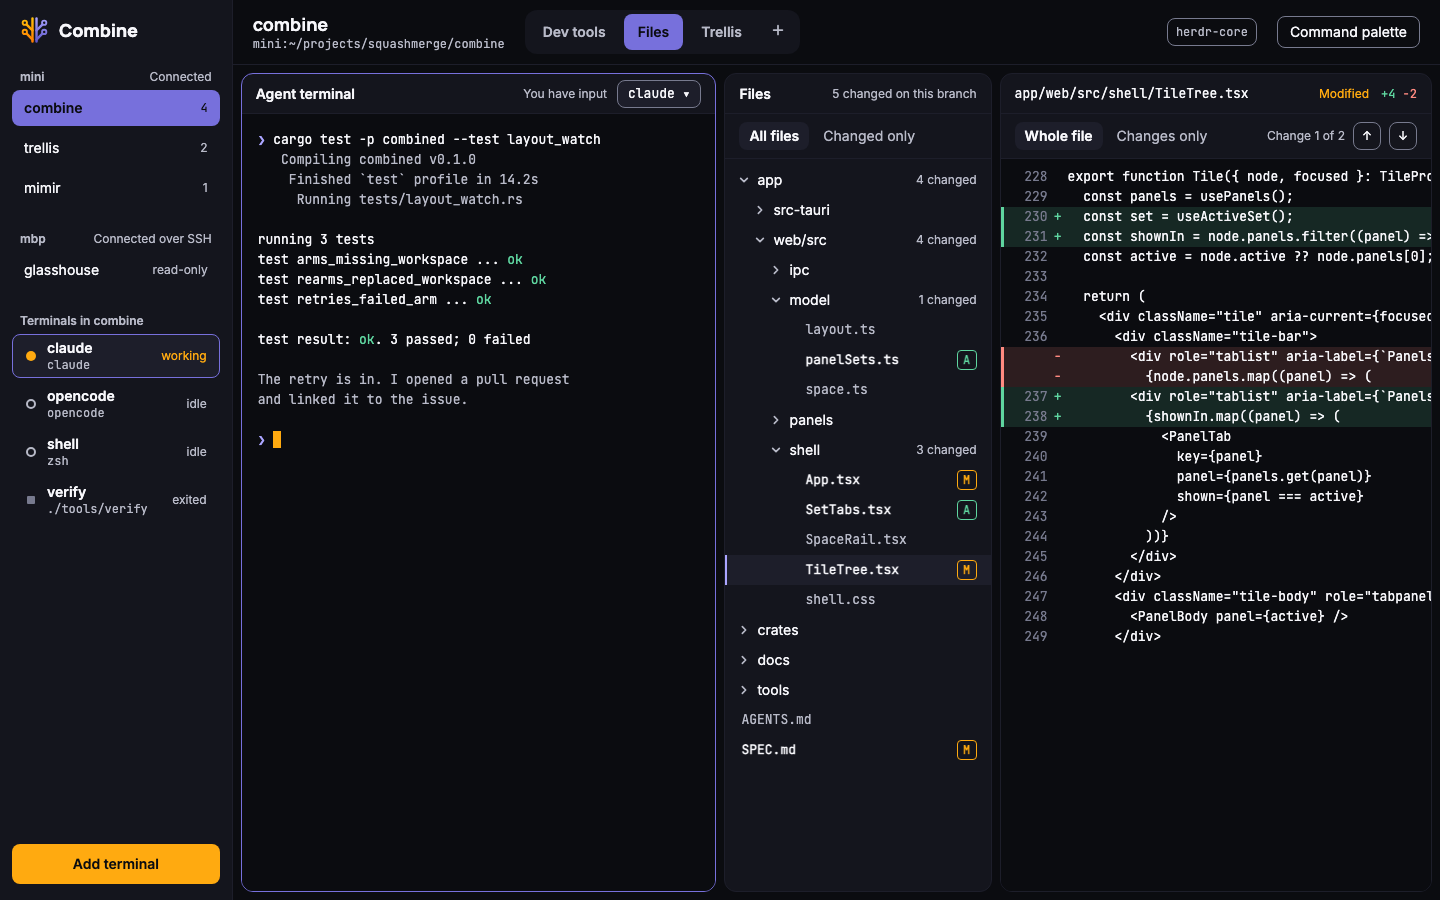 Combine
mini Connected
combine 4
trellis 2
mimir 1
mbp Connected over SSH
glasshouse read-only
Terminals in combine
claude
claude
working
opencode
opencode
idle
shell
zsh
idle
verify
./tools/verify
exited
Add terminal
combine
mini:~/projects/squashmerge/combine
Dev tools Files Trellis +
herdr-core
Command palette
Agent terminal You have input claude ▾
❯ cargo test -p combined --test layout_watch
Compiling combined v0.1.0
Finished `test` profile in 14.2s
Running tests/layout_watch.rs
running 3 tests
test arms_missing_workspace ... ok
test rearms_replaced_workspace ... ok
test retries_failed_arm ... ok
test result: ok. 3 passed; 0 failed
The retry is in. I opened a pull request
and linked it to the issue.
❯
Files 5 changed on this branch
All files Changed only
app 4 changed
src-tauri
web/src 4 changed
ipc
model 1 changed
layout.ts
panelSets.ts A
space.ts
panels
shell 3 changed
App.tsx M
SetTabs.tsx A
SpaceRail.tsx
TileTree.tsx M
shell.css
crates
docs
tools
AGENTS.md
SPEC.md M
app/web/src/shell/TileTree.tsx Modified +4 -2
Whole file Changes only Change 1 of 2 ↑ ↓
228 export function Tile({ node, focused }: TilePro
229 const panels = usePanels();
230 + const set = useActiveSet();
231 + const shownIn = node.panels.filter((panel) =>
232 const active = node.active ?? node.panels[0];
233
234 return (
235 <div className="tile" aria-current={focused
236 <div className="tile-bar">
- <div role="tablist" aria-label={`Panels
- {node.panels.map((panel) => (
237 + <div role="tablist" aria-label={`Panels
238 + {shownIn.map((panel) => (
239 <PanelTab
240 key={panel}
241 panel={panels.get(panel)}
242 shown={panel === active}
243 />
244 ))}
245 </div>
246 </div>
247 <div className="tile-body" role="tabpanel
248 <PanelBody panel={active} />
249 </div>